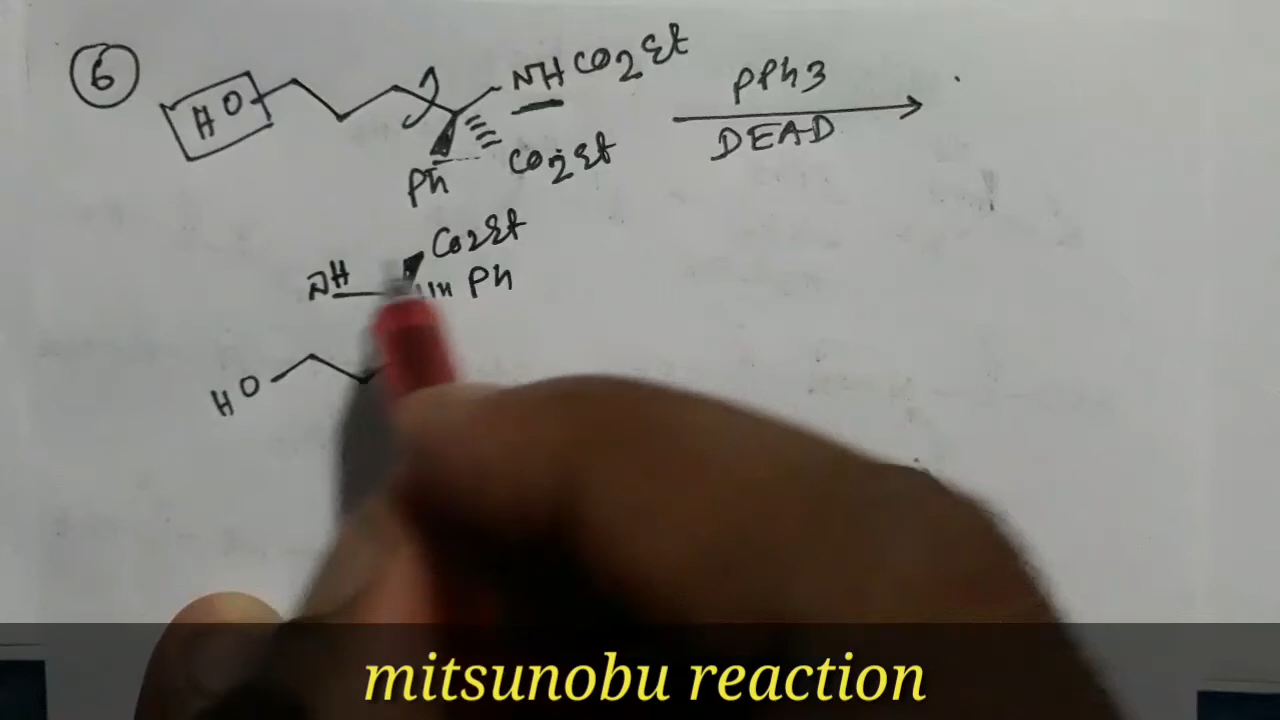 6
HO NHCO2Et PPh3
DEAD
CO2Et
Ph
CO2Et
NH Ph
HO
mitsunobu reaction